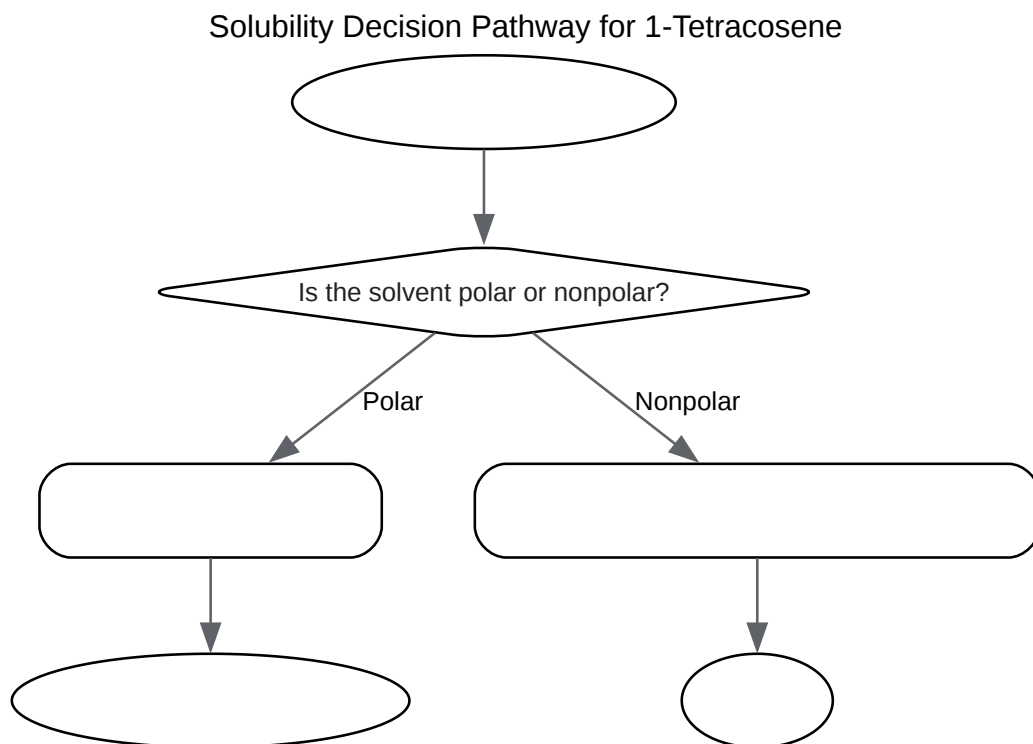 Solubility Decision Pathway for 1-Tetracosene
Is the solvent polar or nonpolar?
Polar
Nonpolar